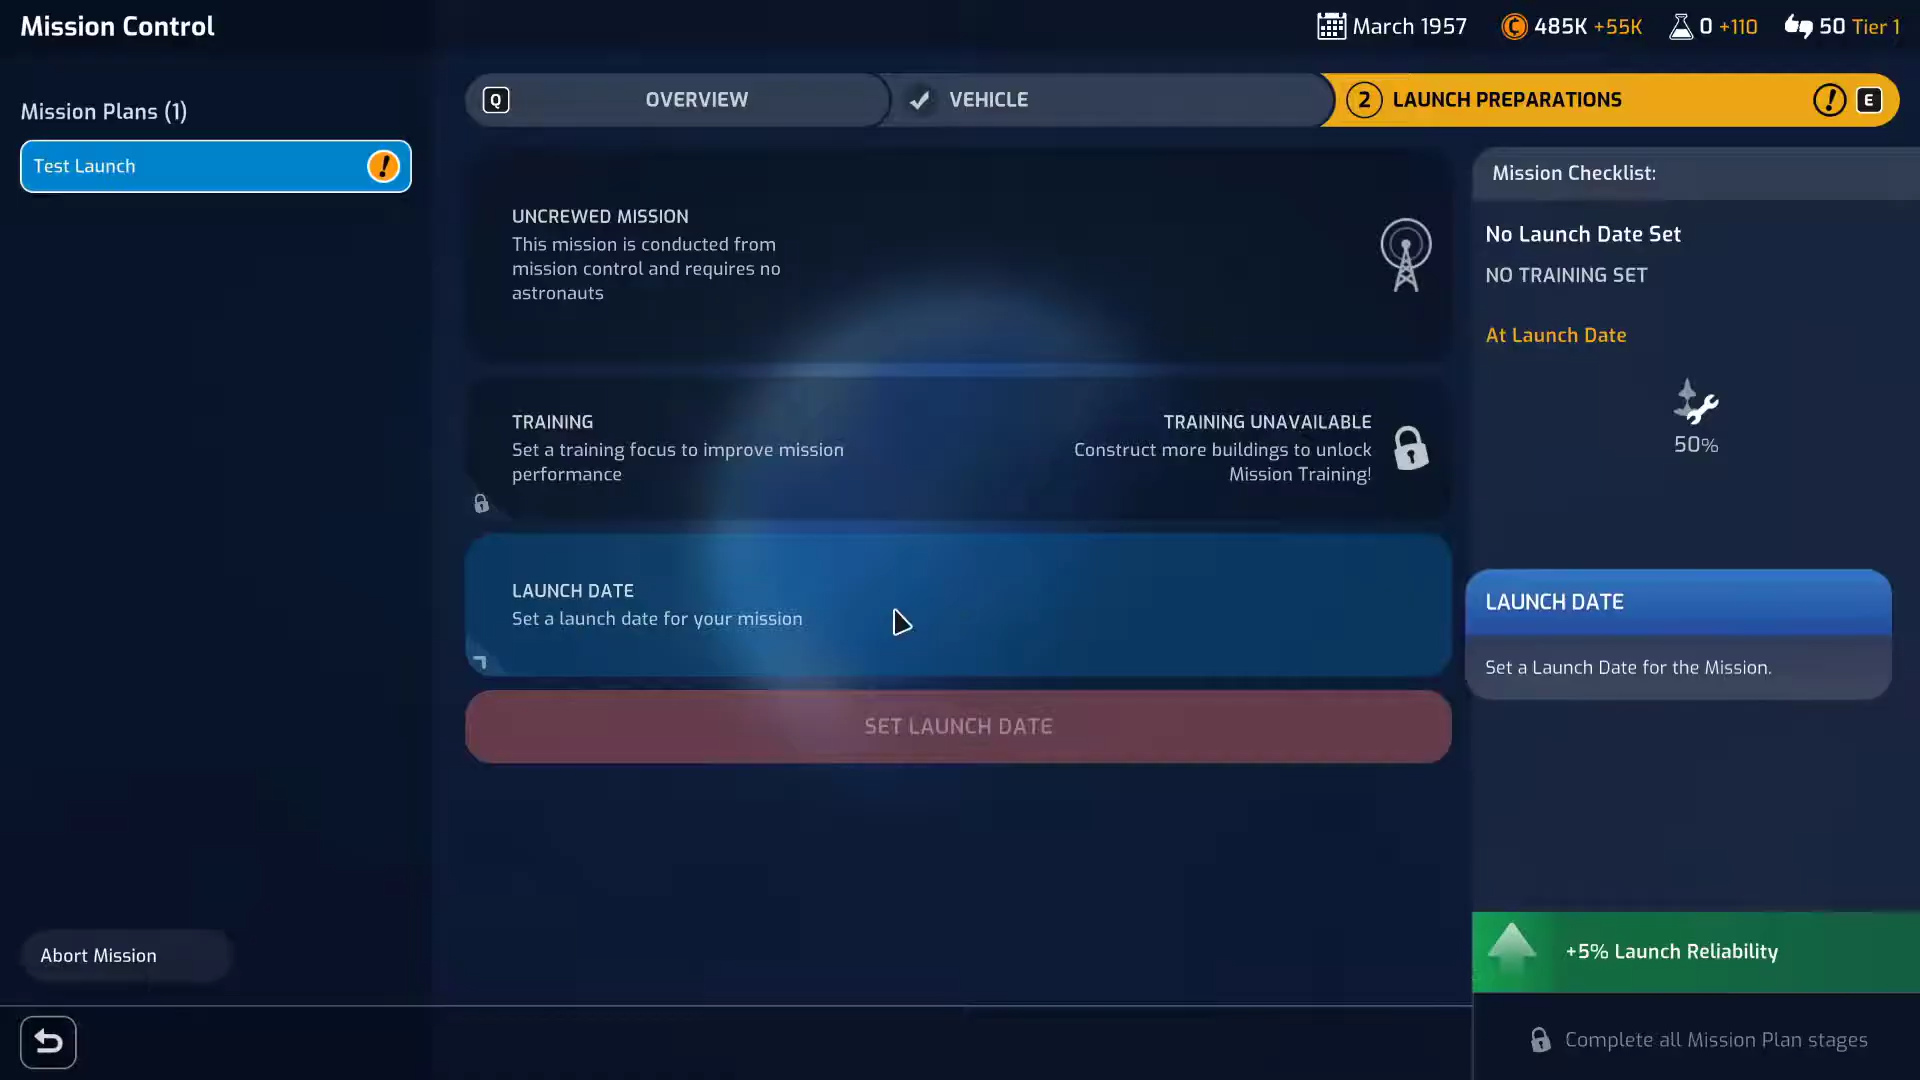 Mission Control
March 1957
485K +55K
0 +110
50 Tier 1
Mission Plans (1)
Test Launch
Q
OVERVIEW
VEHICLE
2 LAUNCH PREPARATIONS
E
UNCREWED MISSION
This mission is conducted from
mission control and requires no
astronauts
TRAINING
Set a training focus to improve mission
performance
TRAINING UNAVAILABLE
Construct more buildings to unlock
Mission Training!
LAUNCH DATE
Set a launch date for your mission
SET LAUNCH DATE
Mission Checklist:
No Launch Date Set
NO TRAINING SET
At Launch Date
50%
LAUNCH DATE
Set a Launch Date for the Mission.
+5% Launch Reliability
Complete all Mission Plan stages
Abort Mission